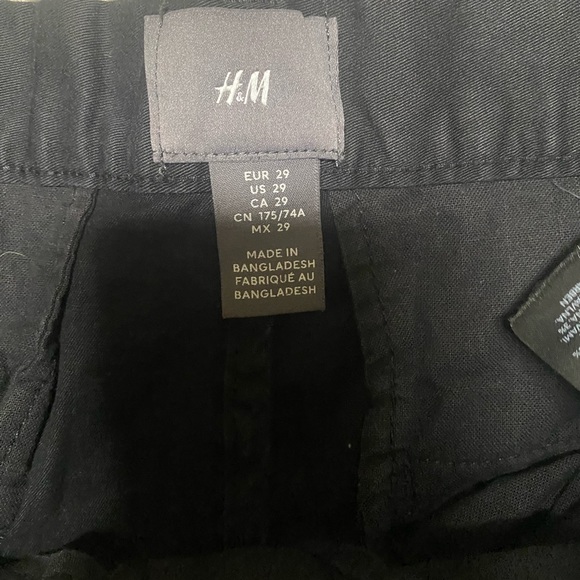 H&M
EUR 29
US 29
CA 29
CN 175/74A
MX 29
MADE IN
BANGLADESH
FABRIQUÉ AU
BANGLADESH